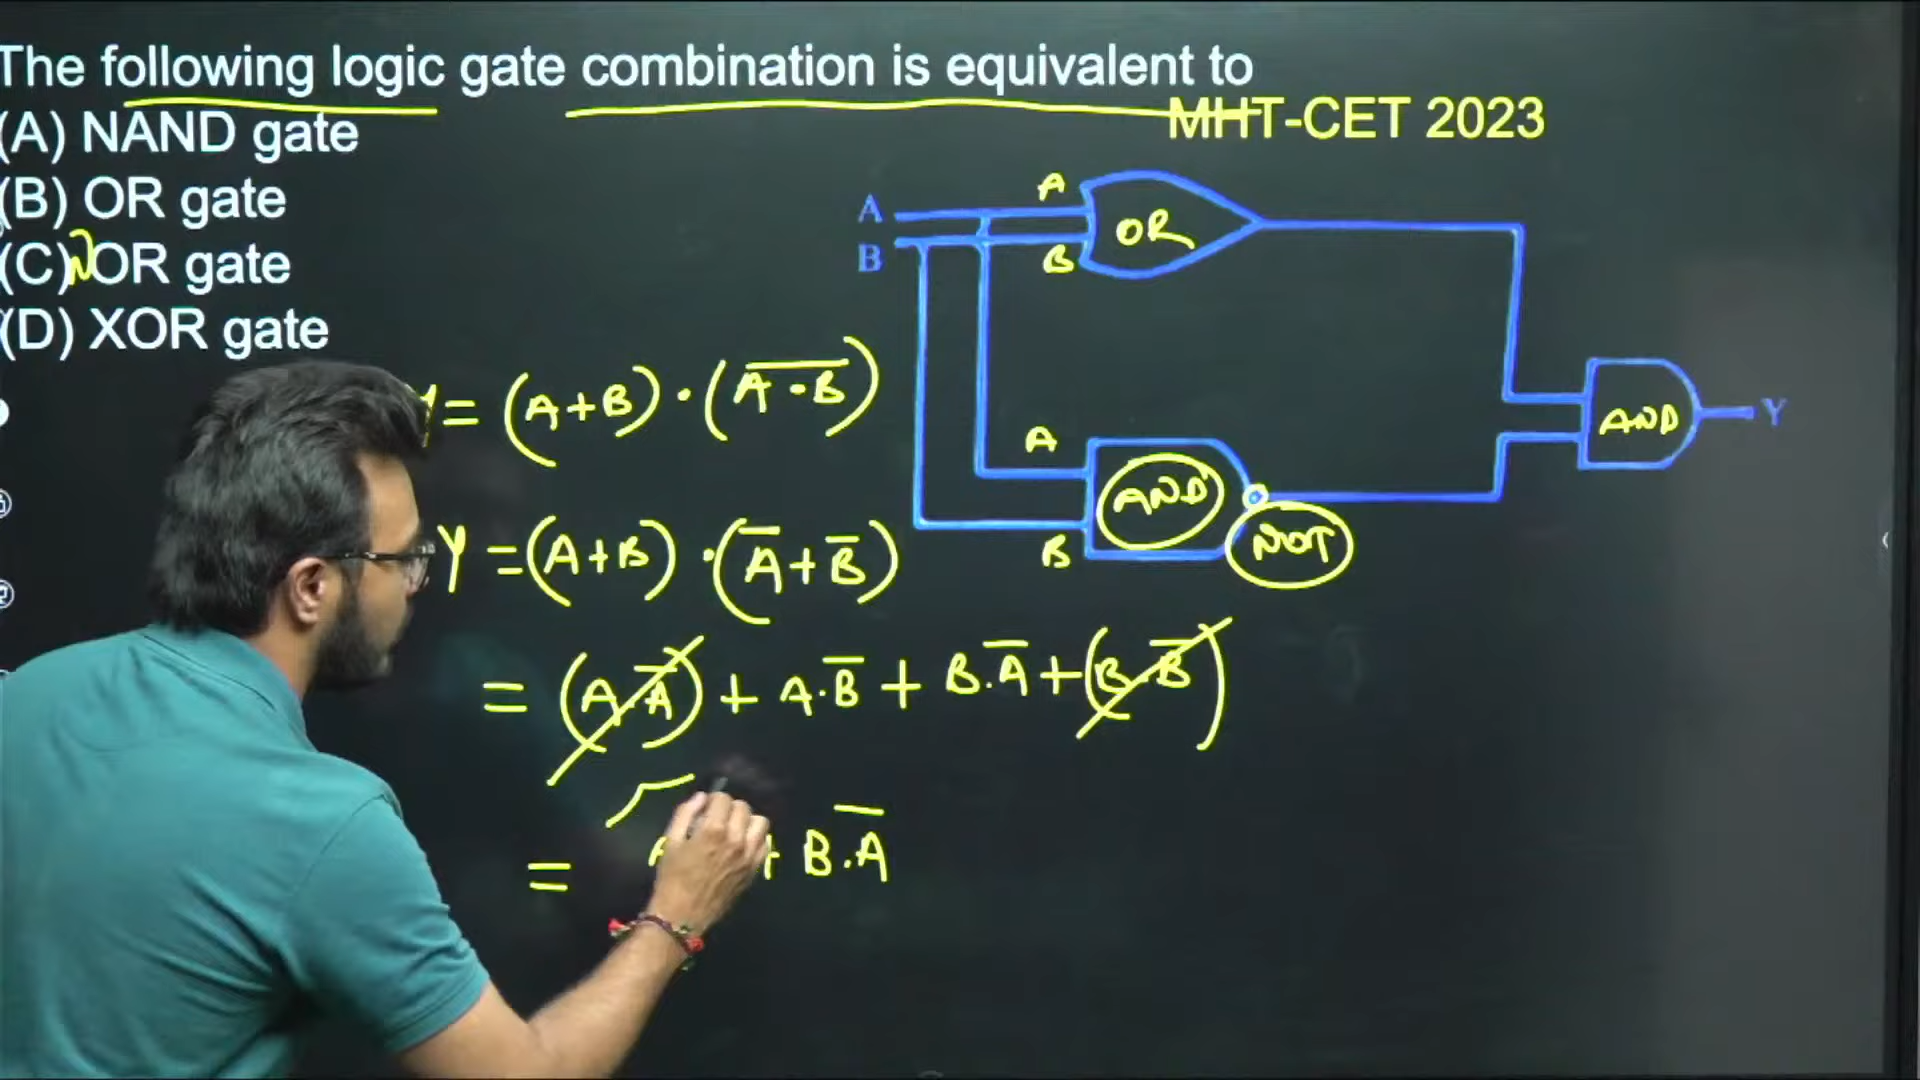 The following logic gate combination is equivalent to
MHT-CET 2023
(A) NAND gate
(B) OR gate
(C) NOR gate
(D) XOR gate
A
B
A
B
OR
A
B
AND
NOT
AND
Y
Y = (A+B)·(\overline{A·B})
Y = (A+B)·(A̅+B̅)
= (A·A̅) + A·B̅ + B.A̅ + (B·B̅)
= + B.A̅